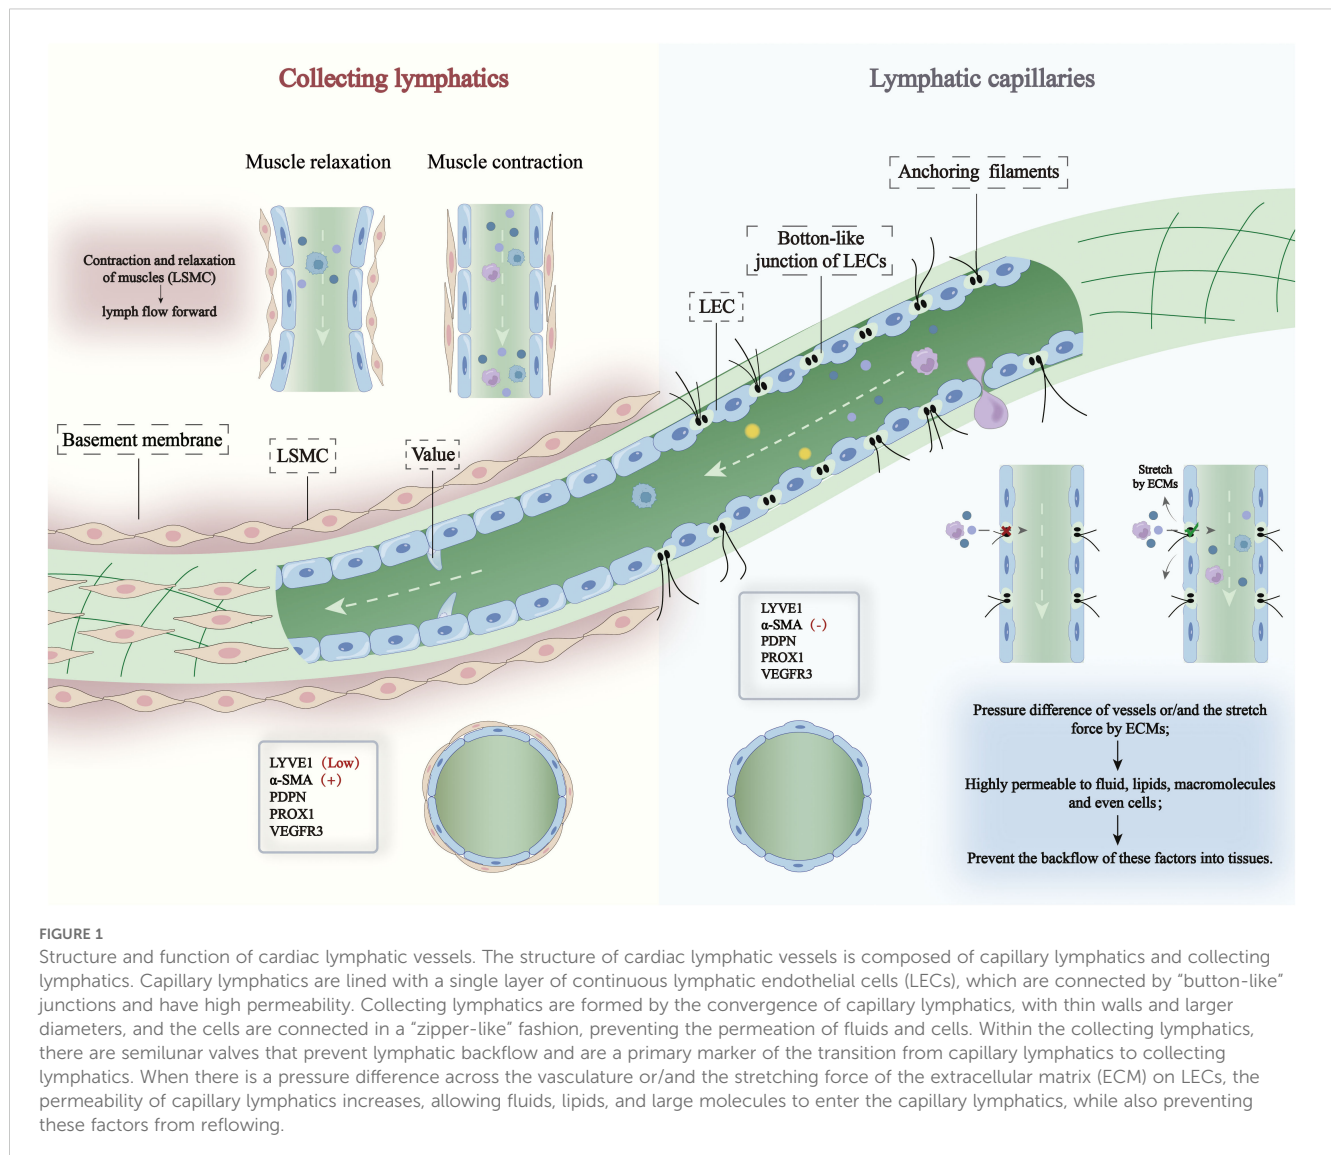 Collecting lymphatics
Lymphatic capillaries
Muscle relaxation
Muscle contraction
Contraction and relaxation
of muscles (LSMC)
lymph flow forward
Anchoring filaments
Botton-like
junction of LECs
LEC
Basement membrane
LSMC
Value
Stretch
by ECMs
LYVE1 (Low)
α-SMA (+)
PDPN
PROX1
VEGFR3
LYVE1
α-SMA (-)
PDPN
PROX1
VEGFR3
Pressure difference of vessels or/and the stretch
force by ECMs;
Highly permeable to fluid, lipids, macromolecules
and even cells;
Prevent the backflow of these factors into tissues.
FIGURE 1
Structure and function of cardiac lymphatic vessels. The structure of cardiac lymphatic vessels is composed of capillary lymphatics and collecting
lymphatics. Capillary lymphatics are lined with a single layer of continuous lymphatic endothelial cells (LECs), which are connected by “button-like”
junctions and have high permeability. Collecting lymphatics are formed by the convergence of capillary lymphatics, with thin walls and larger
diameters, and the cells are connected in a “zipper-like” fashion, preventing the permeation of fluids and cells. Within the collecting lymphatics,
there are semilunar valves that prevent lymphatic backflow and are a primary marker of the transition from capillary lymphatics to collecting
lymphatics. When there is a pressure difference across the vasculature or/and the stretching force of the extracellular matrix (ECM) on LECs, the
permeability of capillary lymphatics increases, allowing fluids, lipids, and large molecules to enter the capillary lymphatics, while also preventing
these factors from reflowing.